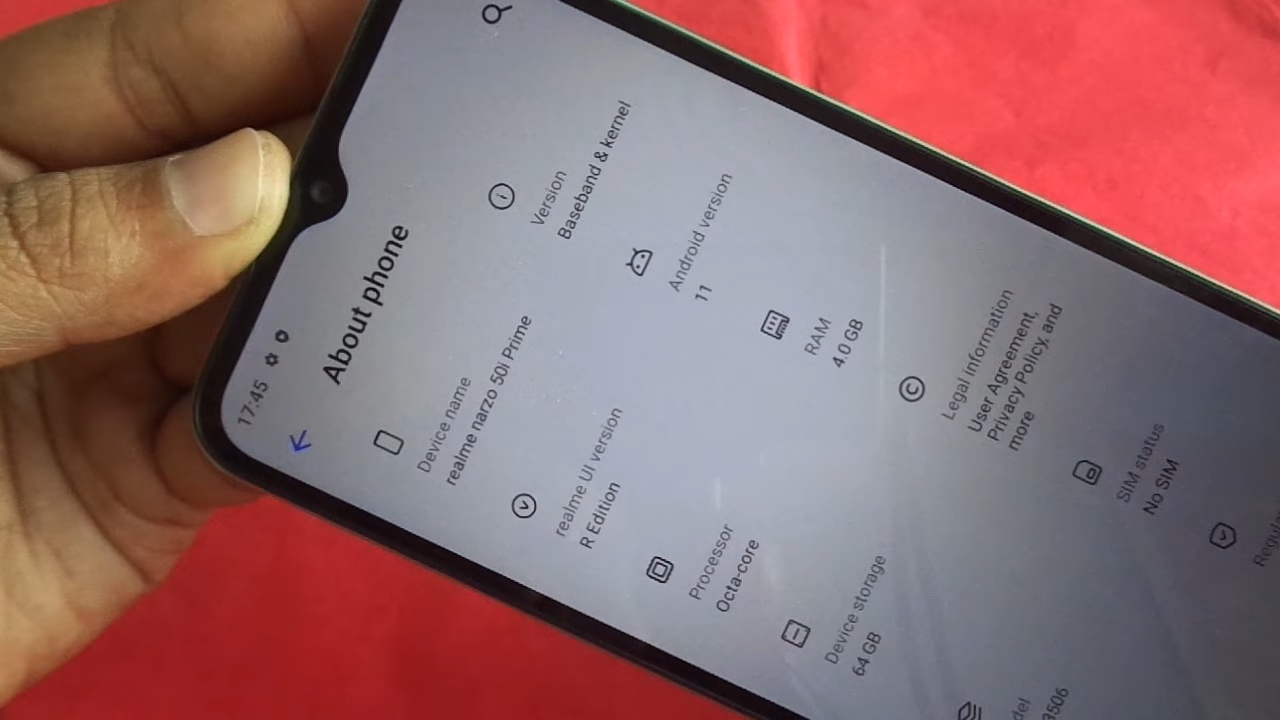 17:45
About phone
Device name
realme narzo 50i Prime
Version
Baseband & kernel
realme UI version
R Edition
Android version
11
Processor
Octa-core
RAM
4.0 GB
Device storage
64 GB
Legal information
User Agreement,
Privacy Policy, and
more
SIM status
No SIM